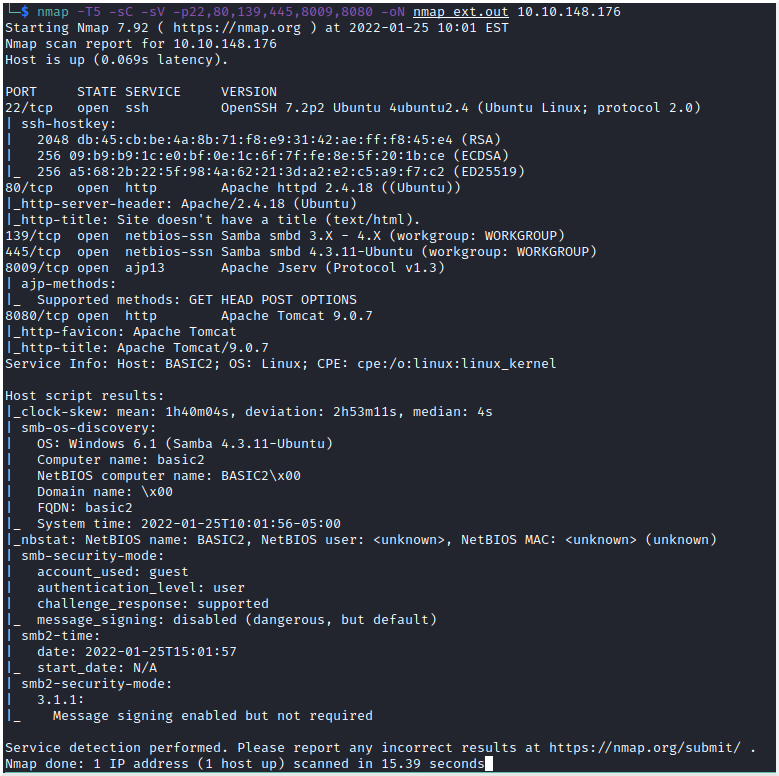 └─$ nmap -T5 -sC -sV -p22,80,139,445,8009,8080 -oN nmap_ext.out 10.10.148.176
Starting Nmap 7.92 ( https://nmap.org ) at 2022-01-25 10:01 EST
Nmap scan report for 10.10.148.176
Host is up (0.069s latency).

PORT     STATE SERVICE     VERSION
22/tcp   open  ssh         OpenSSH 7.2p2 Ubuntu 4ubuntu2.4 (Ubuntu Linux; protocol 2.0)
| ssh-hostkey:
|   2048 db:45:cb:be:4a:8b:71:f8:e9:31:42:ae:ff:f8:45:e4 (RSA)
|   256 09:b9:b9:1c:e0:bf:0e:1c:6f:7f:fe:8e:5f:20:1b:ce (ECDSA)
|_  256 a5:68:2b:22:5f:98:4a:62:21:3d:a2:e2:c5:a9:f7:c2 (ED25519)
80/tcp   open  http        Apache httpd 2.4.18 ((Ubuntu))
|_http-server-header: Apache/2.4.18 (Ubuntu)
|_http-title: Site doesn't have a title (text/html).
139/tcp  open  netbios-ssn Samba smbd 3.X - 4.X (workgroup: WORKGROUP)
445/tcp  open  netbios-ssn Samba smbd 4.3.11-Ubuntu (workgroup: WORKGROUP)
8009/tcp open  ajp13       Apache Jserv (Protocol v1.3)
| ajp-methods:
|_  Supported methods: GET HEAD POST OPTIONS
8080/tcp open  http        Apache Tomcat 9.0.7
|_http-favicon: Apache Tomcat
|_http-title: Apache Tomcat/9.0.7
Service Info: Host: BASIC2; OS: Linux; CPE: cpe:/o:linux:linux_kernel

Host script results:
|_clock-skew: mean: 1h40m04s, deviation: 2h53m11s, median: 4s
| smb-os-discovery:
|   OS: Windows 6.1 (Samba 4.3.11-Ubuntu)
|   Computer name: basic2
|   NetBIOS computer name: BASIC2\x00
|   Domain name: \x00
|   FQDN: basic2
|_  System time: 2022-01-25T10:01:56-05:00
|_nbstat: NetBIOS name: BASIC2, NetBIOS user: <unknown>, NetBIOS MAC: <unknown> (unknown)
| smb-security-mode:
|   account_used: guest
|   authentication_level: user
|   challenge_response: supported
|_  message_signing: disabled (dangerous, but default)
| smb2-time:
|   date: 2022-01-25T15:01:57
|_  start_date: N/A
| smb2-security-mode:
|   3.1.1:
|_    Message signing enabled but not required

Service detection performed. Please report any incorrect results at https://nmap.org/submit/ .
Nmap done: 1 IP address (1 host up) scanned in 15.39 seconds